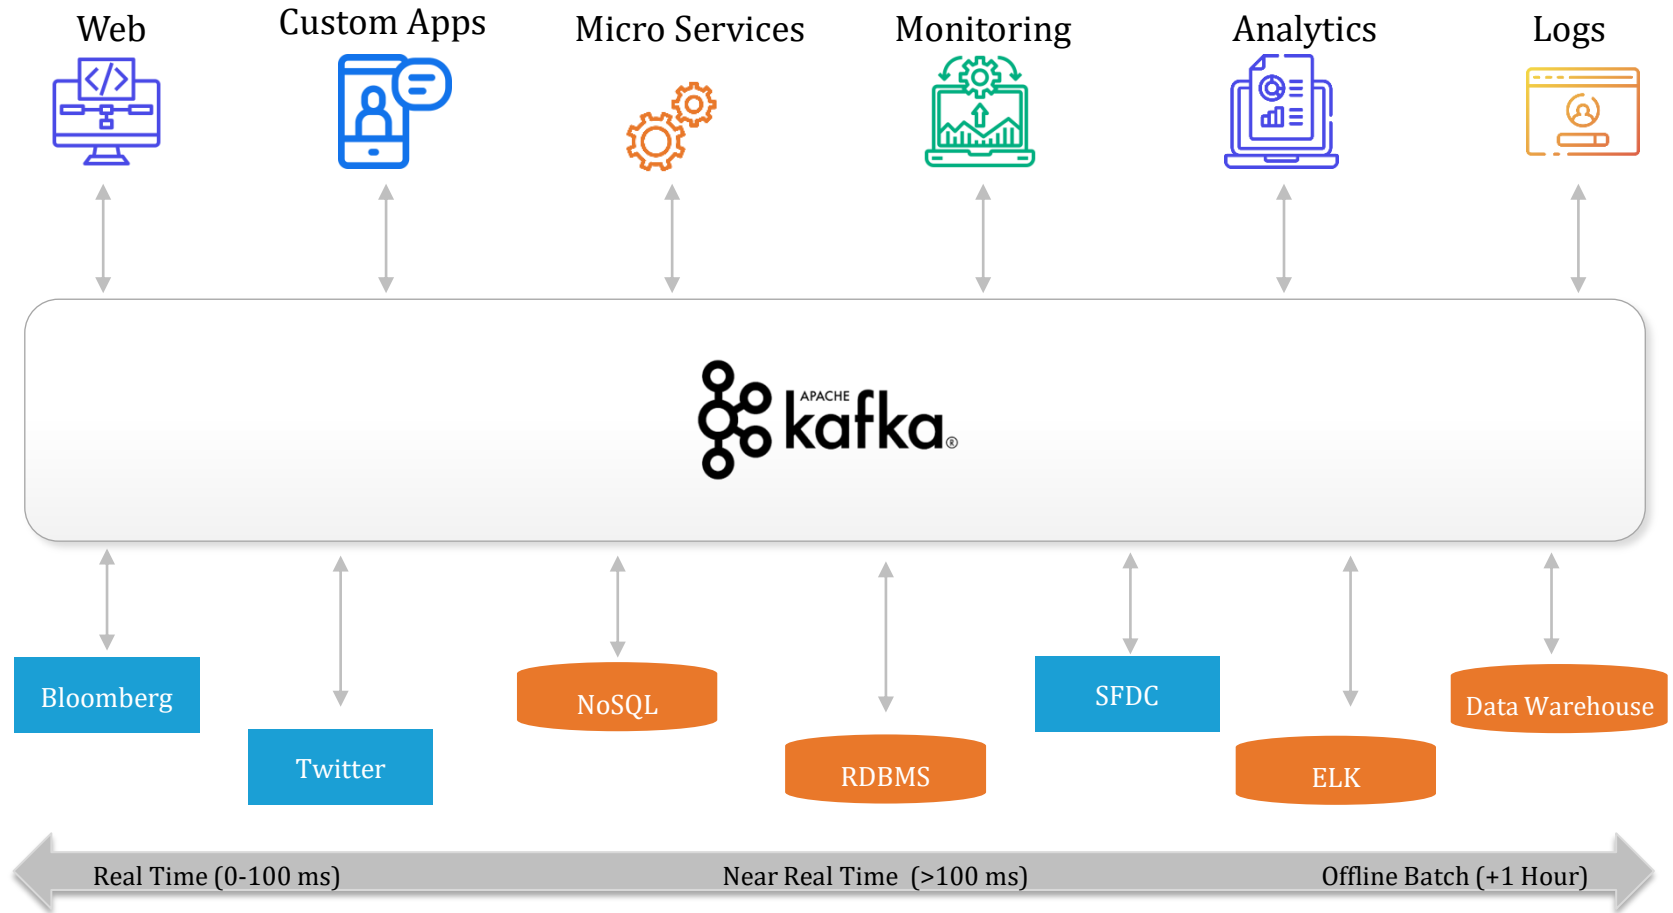 Web
Custom Apps
Micro Services
Monitoring
Analytics
Logs
</>
APACHE
kafka®
Bloomberg
Twitter
NoSQL
RDBMS
SFDC
ELK
Data Warehouse
Real Time (0-100 ms)
Near Real Time (>100 ms)
Offline Batch (+1 Hour)